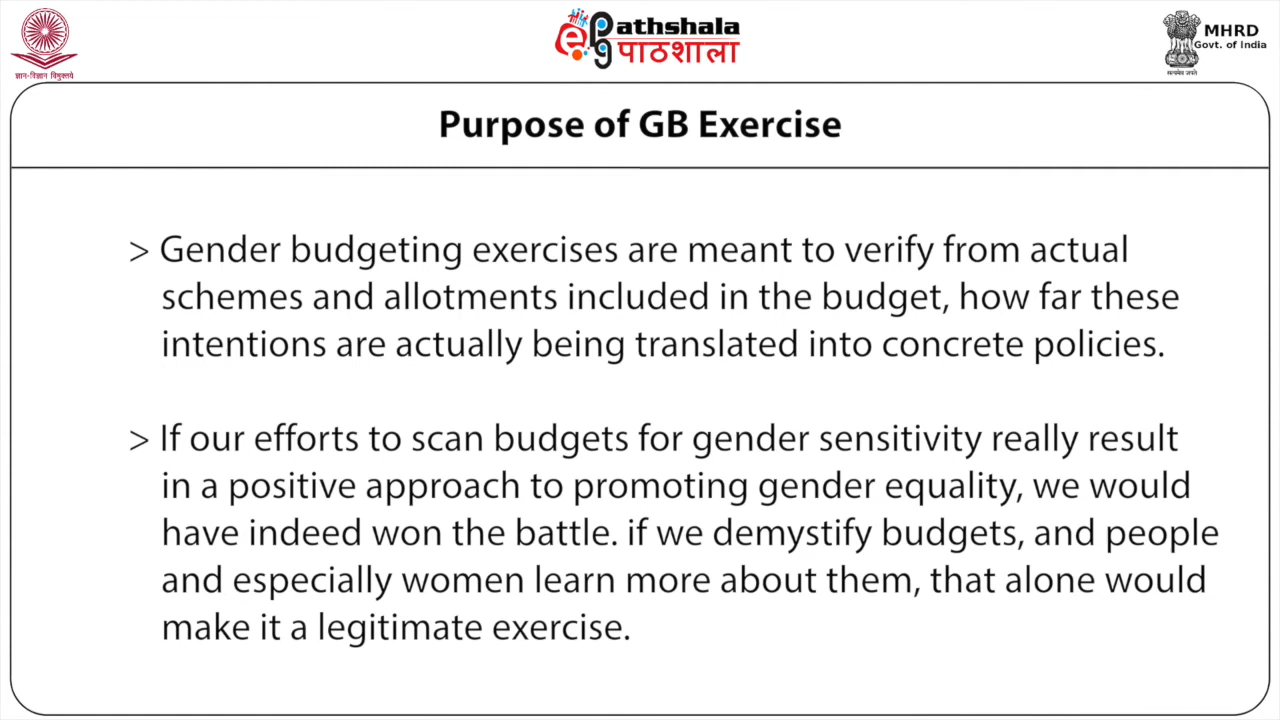 ज्ञान-विज्ञान विमुक्तये
ePG Pathshala
पाठशाला
MHRD
Govt. of India
सत्यमेव जयते
Purpose of GB Exercise
> Gender budgeting exercises are meant to verify from actual
schemes and allotments included in the budget, how far these
intentions are actually being translated into concrete policies.
> If our efforts to scan budgets for gender sensitivity really result
in a positive approach to promoting gender equality, we would
have indeed won the battle. if we demystify budgets, and people
and especially women learn more about them, that alone would
make it a legitimate exercise.